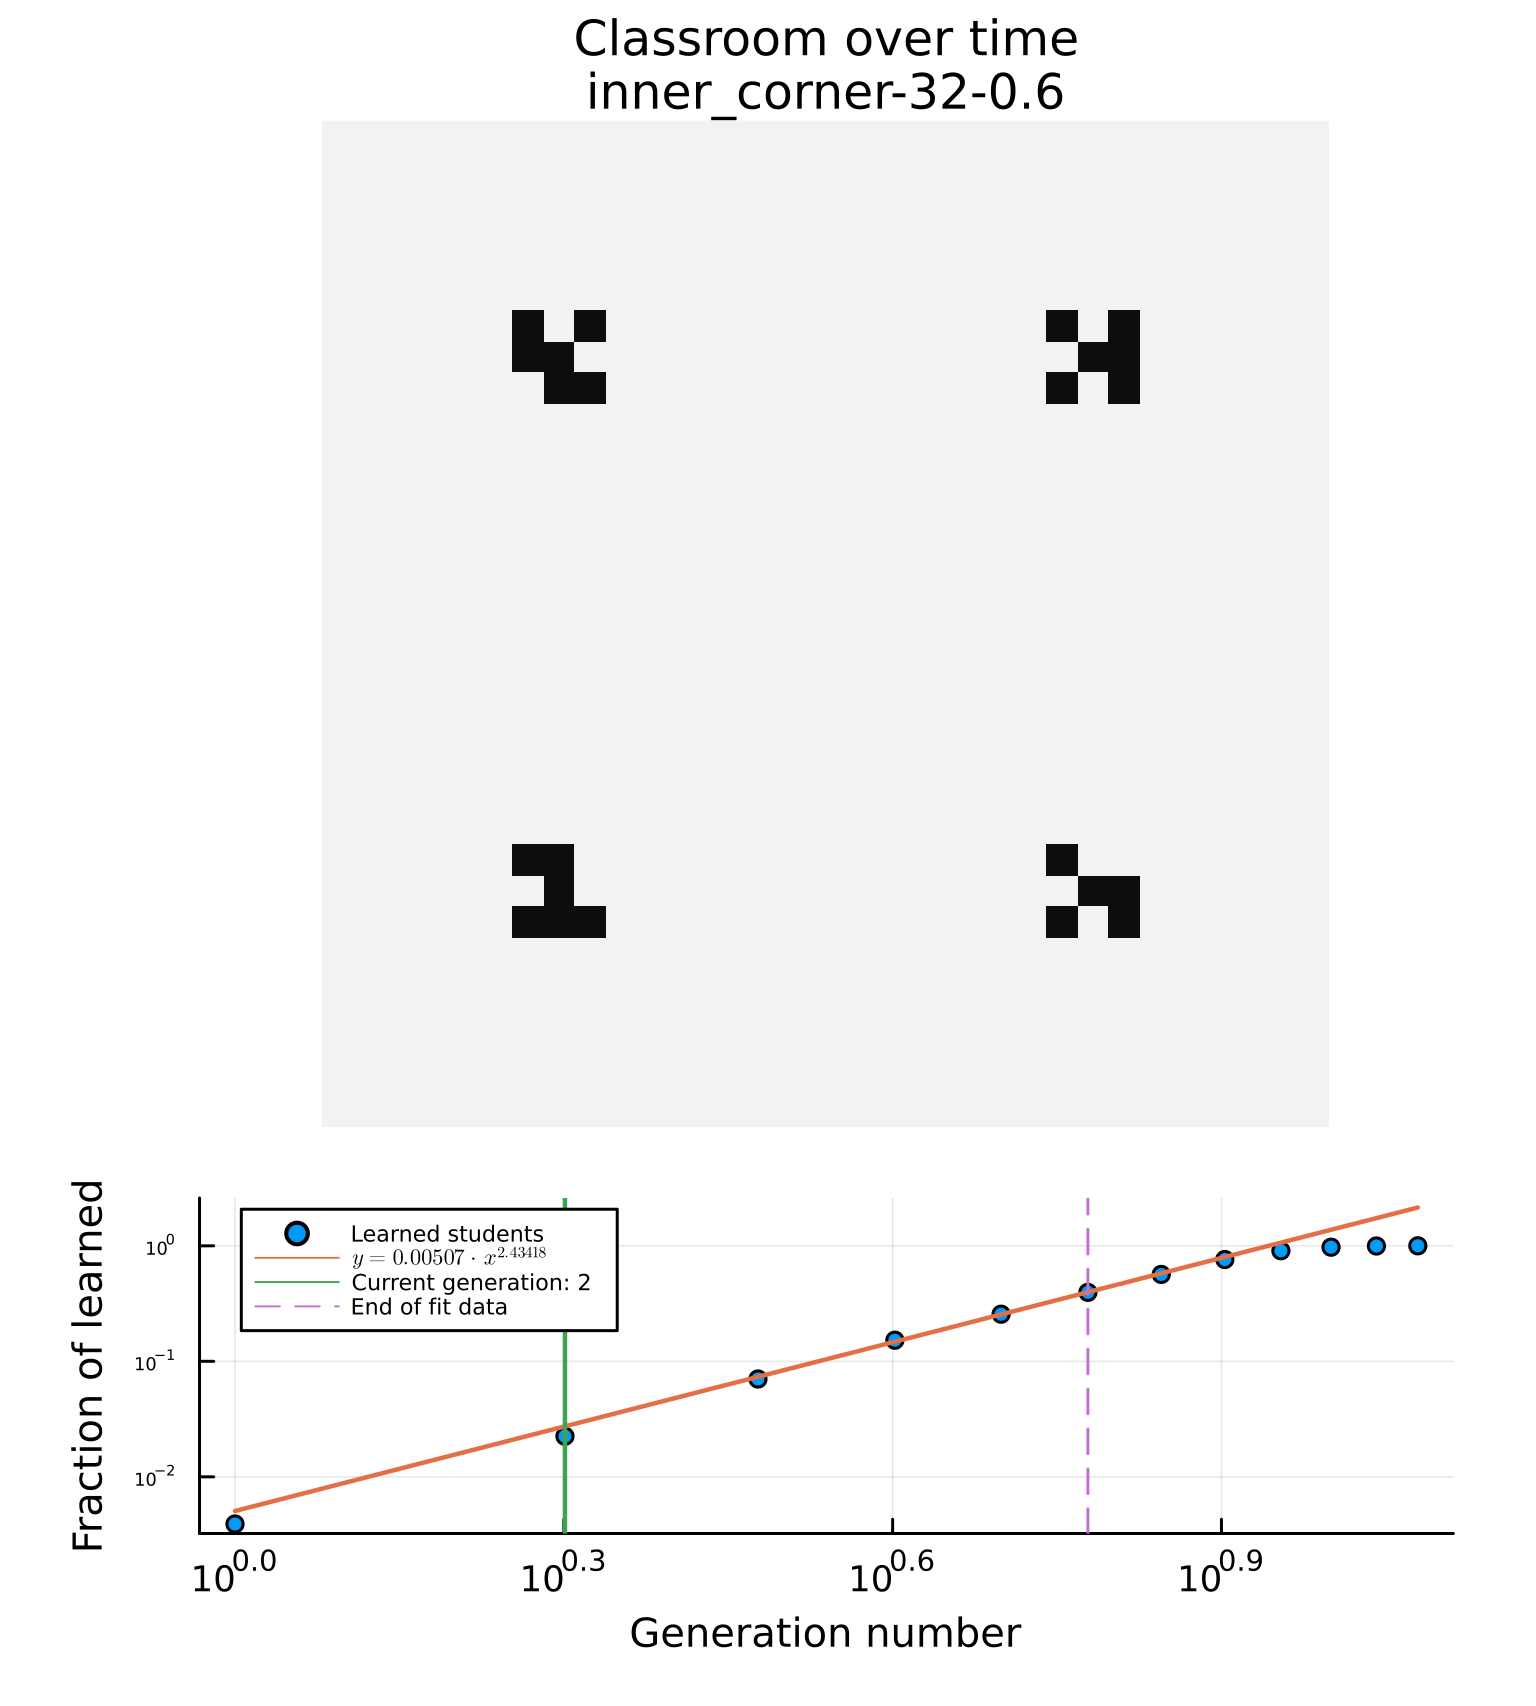 Classroom over time
inner_corner-32-0.6
Fraction of learned
10^0
10^-1
10^-2
Learned students
y = 0.00507 · x^2.43418
Current generation: 2
End of fit data
10^0.0 10^0.3 10^0.6 10^0.9
Generation number